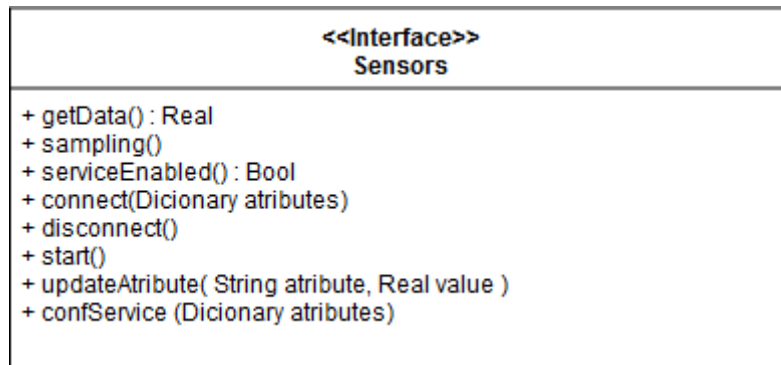 <<Interface>>
Sensors
+ getData() : Real
+ sampling()
+ serviceEnabled() : Bool
+ connect(Dicionary atributes)
+ disconnect()
+ start()
+ updateAtribute( String atribute, Real value )
+ confService (Dicionary atributes)